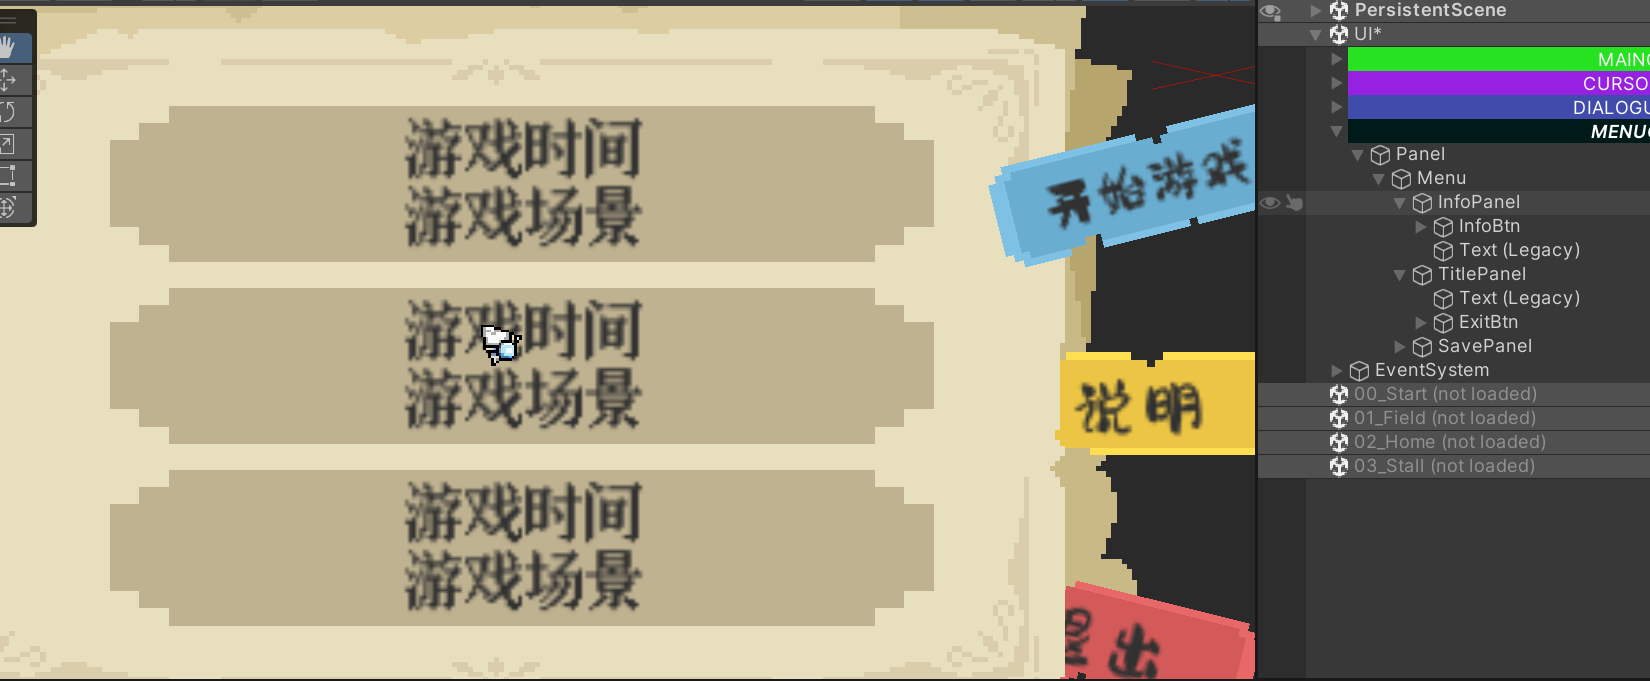 游戏时间
游戏场景
游戏时间
游戏场景
游戏时间
游戏场景
开始游戏
说明
出
PersistentScene
UI*
MAIN
CURSO
DIALOGU
MENU
Panel
Menu
InfoPanel
InfoBtn
Text (Legacy)
TitlePanel
Text (Legacy)
ExitBtn
SavePanel
EventSystem
00_Start (not loaded)
01_Field (not loaded)
02_Home (not loaded)
03_Stall (not loaded)